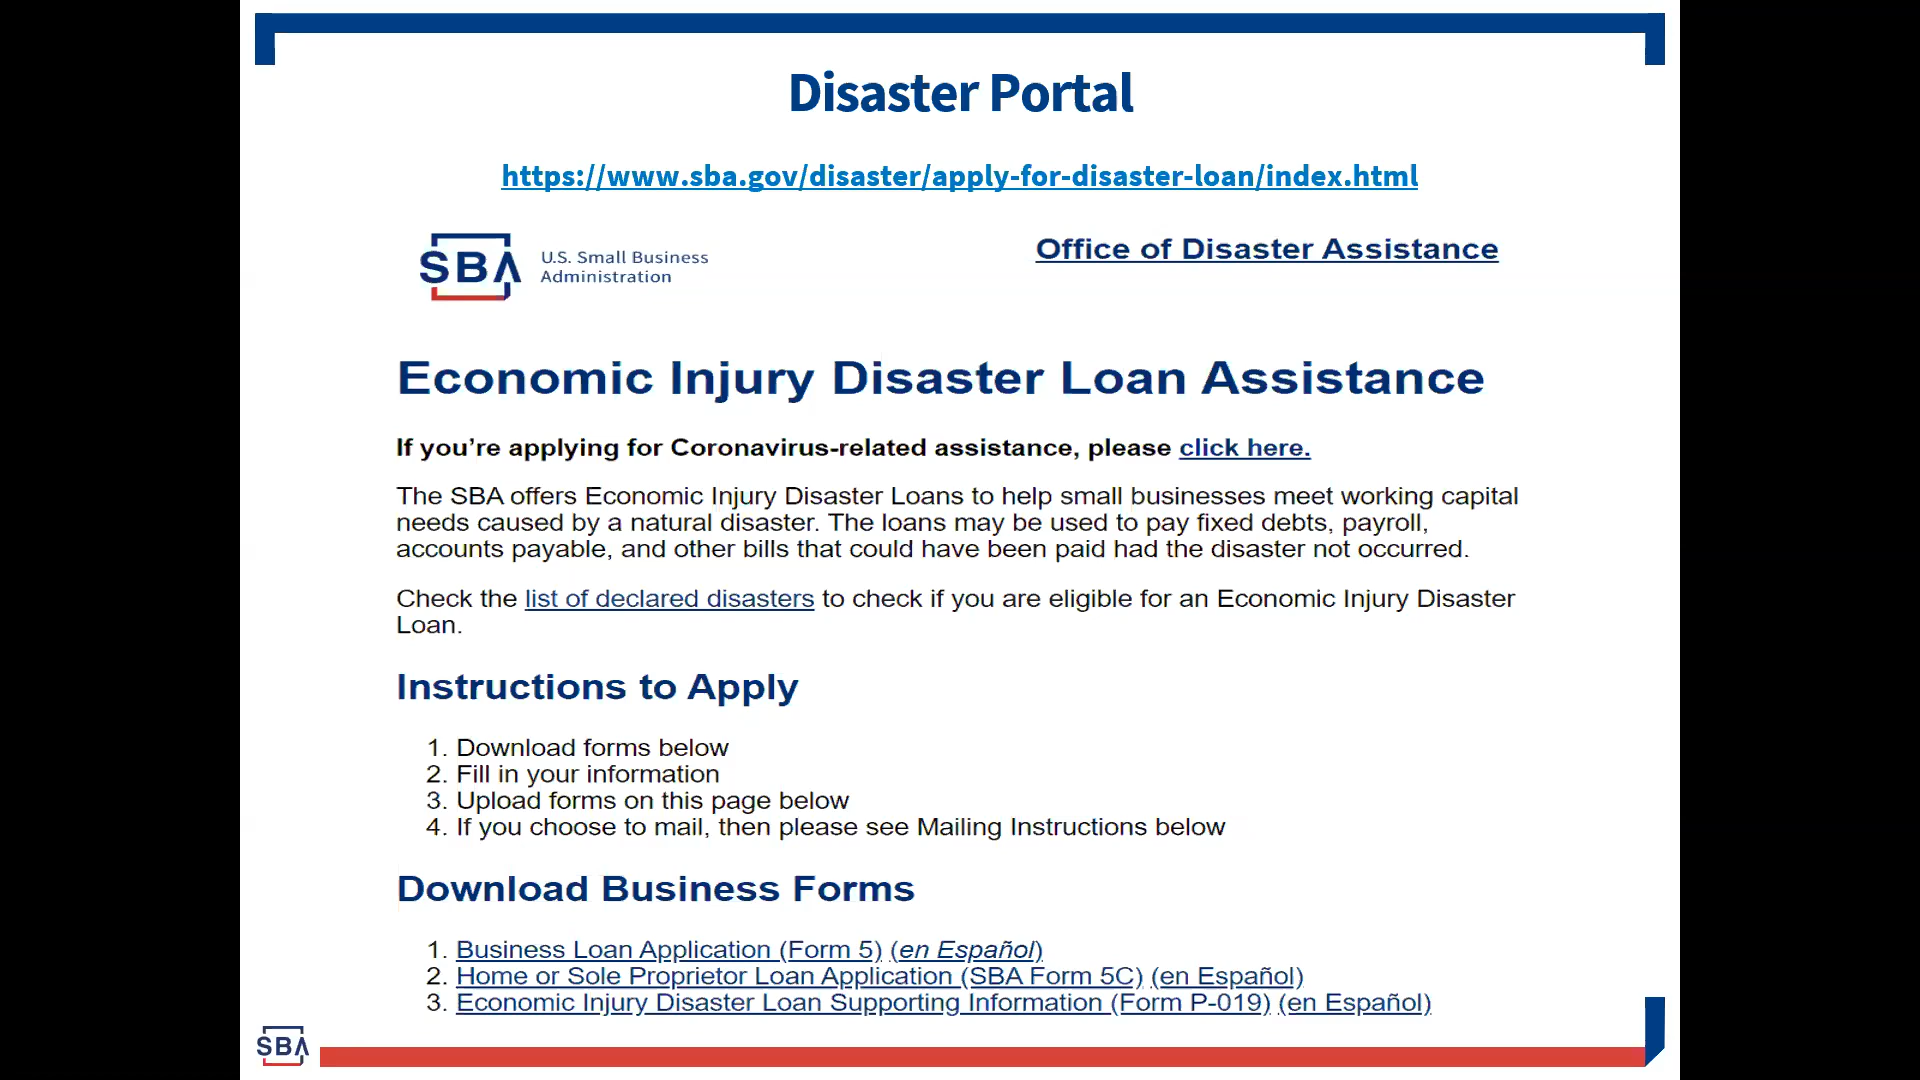 Disaster Portal
https://www.sba.gov/disaster/apply-for-disaster-loan/index.html
SBA U.S. Small Business
Administration
Office of Disaster Assistance
Economic Injury Disaster Loan Assistance
If you’re applying for Coronavirus-related assistance, please click here.
The SBA offers Economic Injury Disaster Loans to help small businesses meet working capital
needs caused by a natural disaster. The loans may be used to pay fixed debts, payroll,
accounts payable, and other bills that could have been paid had the disaster not occurred.
Check the list of declared disasters to check if you are eligible for an Economic Injury Disaster
Loan.
Instructions to Apply
1. Download forms below
2. Fill in your information
3. Upload forms on this page below
4. If you choose to mail, then please see Mailing Instructions below
Download Business Forms
1. Business Loan Application (Form 5) (en Español)
2. Home or Sole Proprietor Loan Application (SBA Form 5C) (en Español)
3. Economic Injury Disaster Loan Supporting Information (Form P-019) (en Español)
SBA